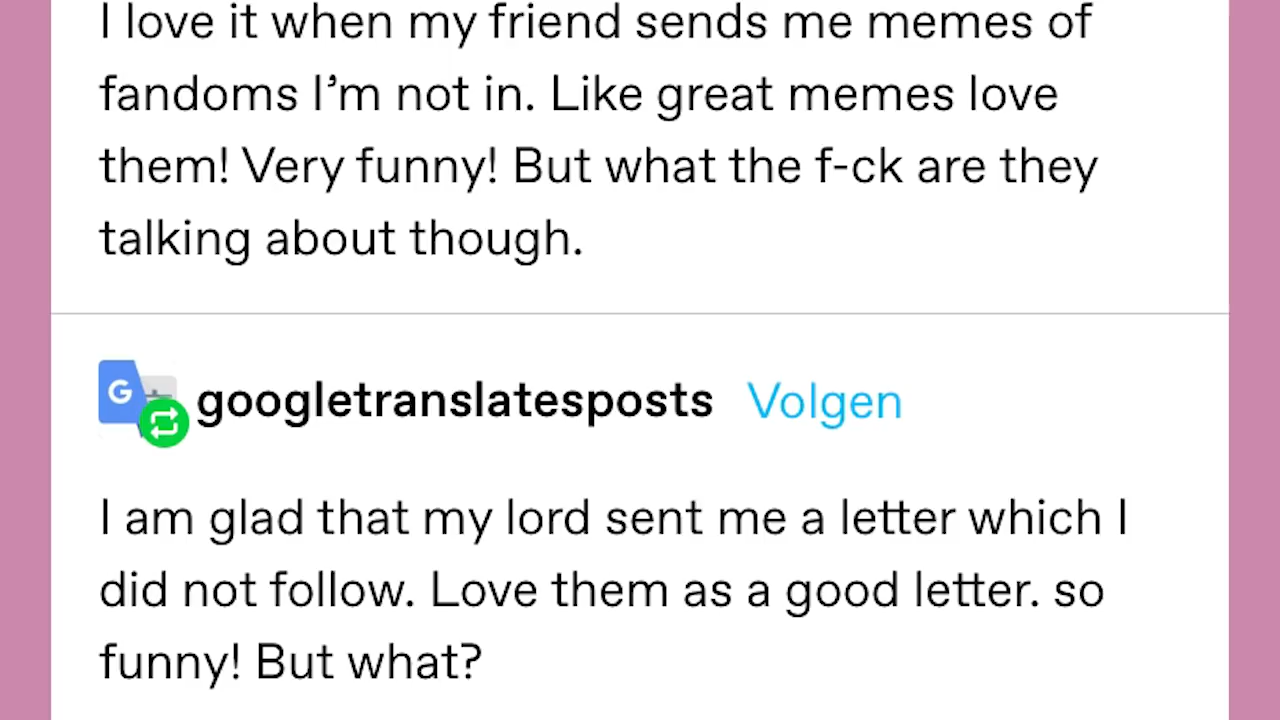 I love it when my friend sends me memes of
fandoms I’m not in. Like great memes love
them! Very funny! But what the f-ck are they
talking about though.
G
googletranslatesposts Volgen
I am glad that my lord sent me a letter which I
did not follow. Love them as a good letter. so
funny! But what?